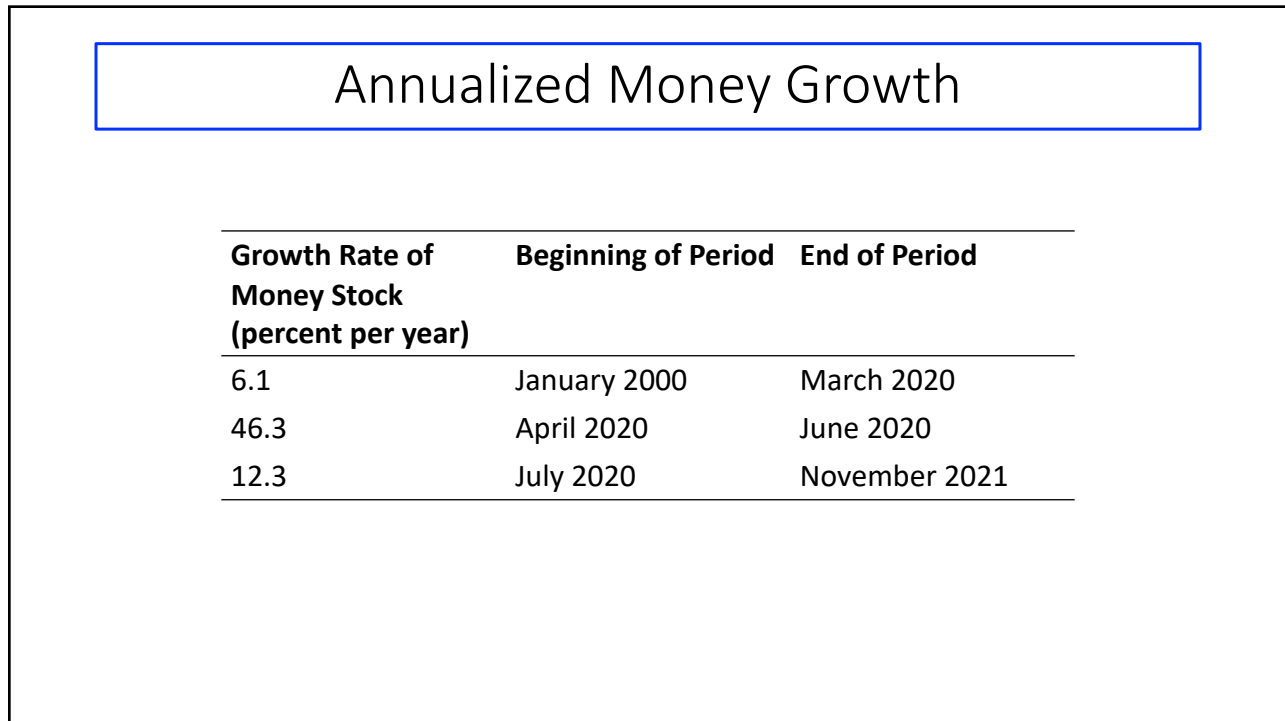 Annualized Money Growth
Growth Rate of Money Stock (percent per year) Beginning of Period End of Period
6.1 January 2000 March 2020
46.3 April 2020 June 2020
12.3 July 2020 November 2021